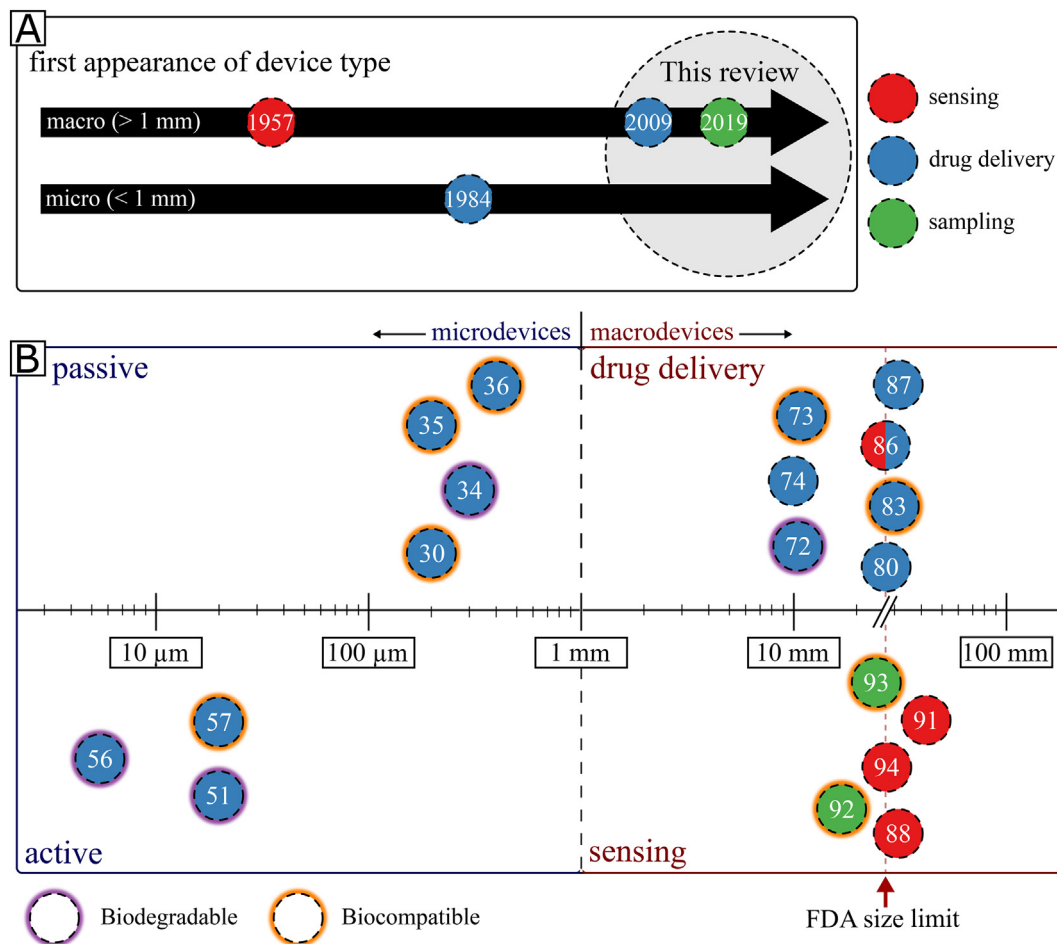 A
first appearance of device type
This review
macro (> 1 mm)
1957
2009
2019
micro (< 1 mm)
1984
sensing
drug delivery
sampling
microdevices
macrodevices
B
passive
drug delivery
36
35
34
30
73
74
72
87
86
83
80
10 µm
100 µm
1 mm
10 mm
100 mm
57
56
51
93
91
94
92
88
active
sensing
Biodegradable
Biocompatible
FDA size limit